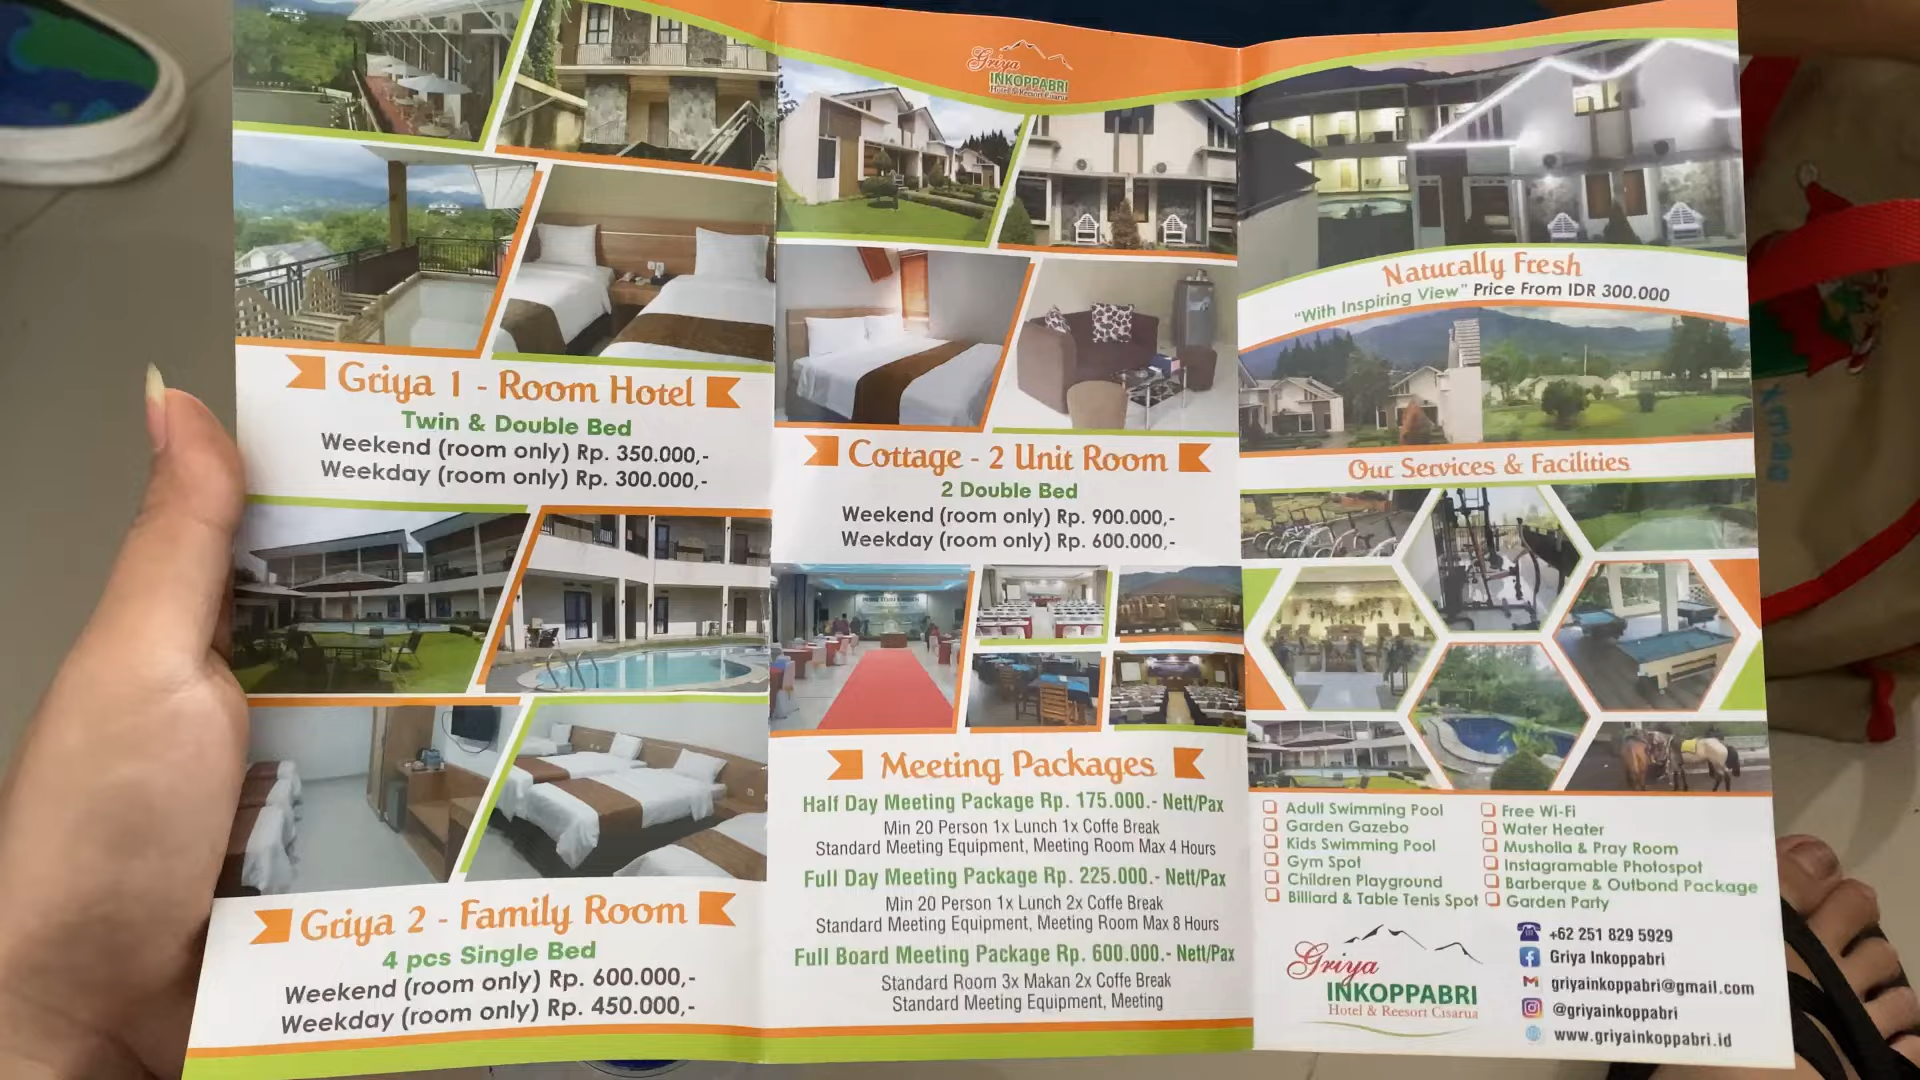 Griya 1 - Room Hotel
Twin & Double Bed
Weekend (room only) Rp. 350.000,-
Weekday (room only) Rp. 300.000,-
Griya 2 - Family Room
4 pcs Single Bed
Weekend (room only) Rp. 600.000,-
Weekday (room only) Rp. 450.000,-
Griya
INKOPPABRI
Hotel & Reesort Cisarua
Cottage - 2 Unit Room
2 Double Bed
Weekend (room only) Rp. 900.000,-
Weekday (room only) Rp. 600.000,-
Meeting Packages
Half Day Meeting Package Rp. 175.000.- Nett/Pax
Min 20 Person 1x Lunch 1x Coffe Break
Standard Meeting Equipment, Meeting Room Max 4 Hours
Full Day Meeting Package Rp. 225.000.- Nett/Pax
Min 20 Person 1x Lunch 2x Coffe Break
Standard Meeting Equipment, Meeting Room Max 8 Hours
Full Board Meeting Package Rp. 600.000.- Nett/Pax
Standard Room 3x Makan 2x Coffe Break
Standard Meeting Equipment, Meeting
Naturally Fresh
"With Inspiring View" Price From IDR 300.000
Our Services & Facilities
Adull Swimming Pool
Garden Gazebo
Kids Swimming Pool
Gym Spot
Children Playground
Billiard & Table Tenis Spot
Free Wi-Fi
Water Heater
Musholla & Pray Room
Instagramable Photospot
Barberque & Outbond Package
Garden Party
Griya
INKOPPABRI
Hotel & Reesort Cisarua
+62 251 829 5929
Griya Inkoppabri
griyainkoppabri@gmail.com
@griyainkoppabri
www.griyainkoppabri.id